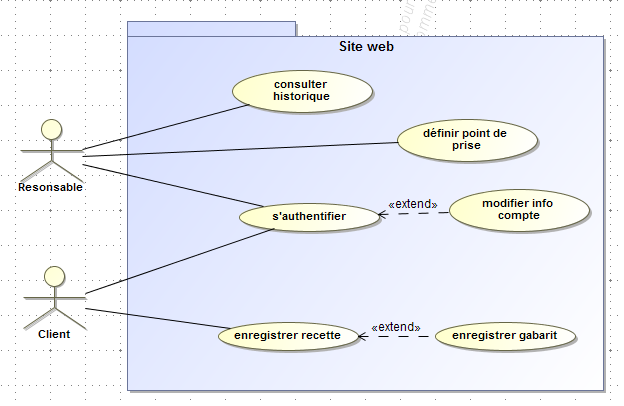 Site web
consulter
historique
définir point de
prise
Resonsable
s'authentifier
«extend»
modifier info
compte
Client
enregistrer recette
«extend»
enregistrer gabarit